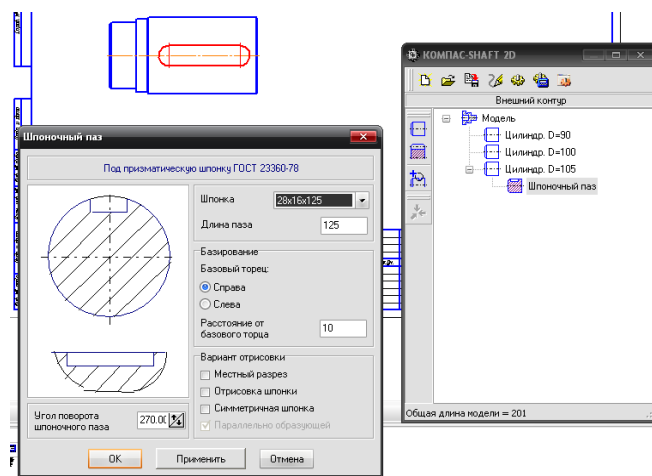 КОМПАС-SHAFT 2D
Внешний контур
Модель
Цилиндр. D=90
Цилиндр. D=100
Цилиндр. D=105
Шпоночный паз
Общая длина модели = 201
Шпоночный паз
Под призматическую шпонку ГОСТ 23360-78
Шпонка 28x16x125
Длина паза 125
Базирование
Базовый торец:
Справа
Слева
Расстояние от
базового торца 10
Вариант отрисовки
Местный разрез
Отрисовка шпонки
Симметричная шпонка
Параллельно образующей
Угол поворота
шпоночного паза 270.00
OK Применить Отмена